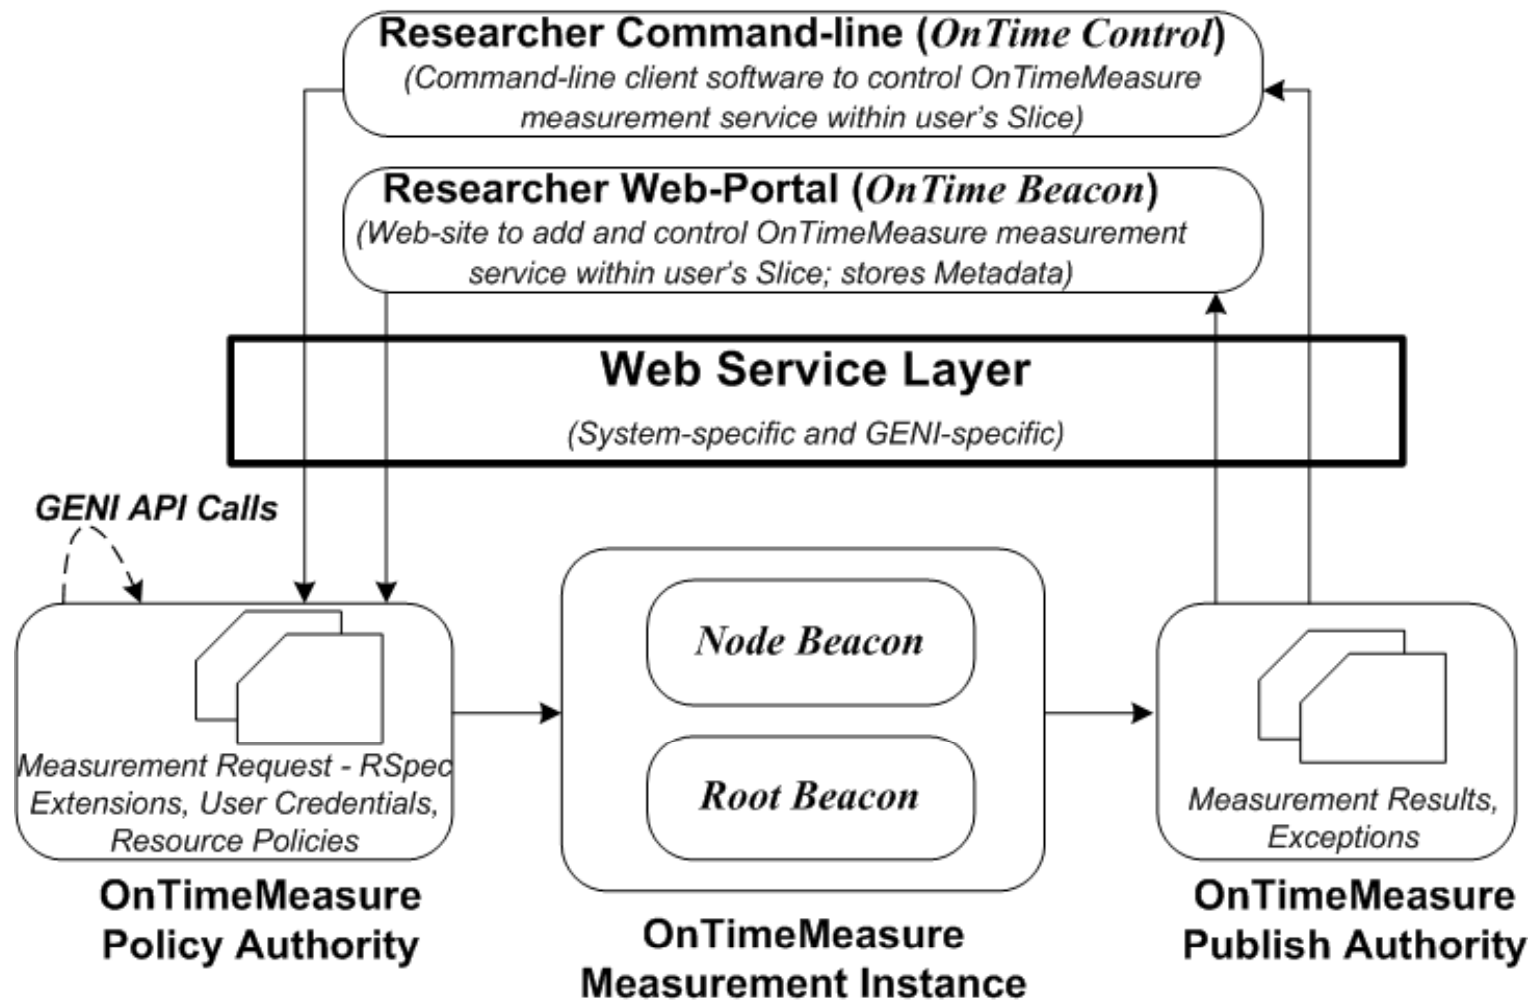 Researcher Command-line (OnTime Control)
(Command-line client software to control OnTimeMeasure
measurement service within user's Slice)
Researcher Web-Portal (OnTime Beacon)
(Web-site to add and control OnTimeMeasure measurement
service within user's Slice; stores Metadata)
Web Service Layer
(System-specific and GENI-specific)
GENI API Calls
Measurement Request - RSpec
Extensions, User Credentials,
Resource Policies
OnTimeMeasure
Policy Authority
Node Beacon
Root Beacon
OnTimeMeasure
Measurement Instance
Measurement Results,
Exceptions
OnTimeMeasure
Publish Authority